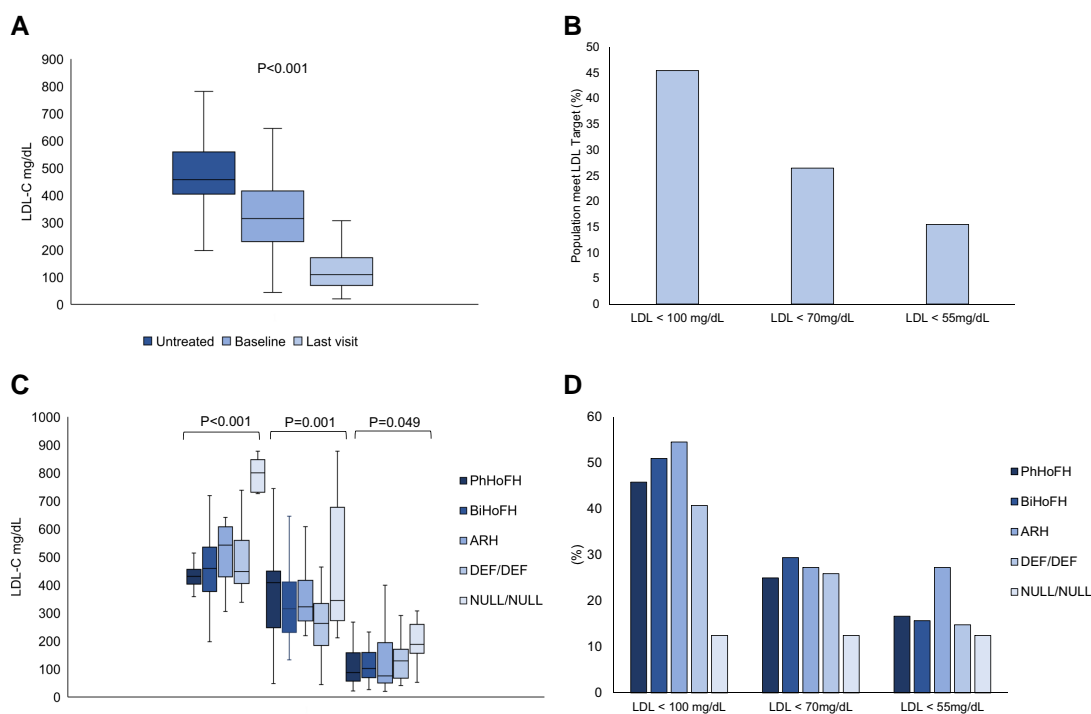 A
LDL-C mg/dL
900
800
700
600
500
400
300
200
100
0
P<0.001
Untreated
Baseline
Last visit
B
Population meet LDL Target (%)
50
45
40
35
30
25
20
15
10
5
0
LDL < 100 mg/dL
LDL < 70mg/dL
LDL < 55mg/dL
C
LDL-C mg/dL
1000
900
800
700
600
500
400
300
200
100
0
P<0.001
P=0.001
P=0.049
PhHoFH
BiHoFH
ARH
DEF/DEF
NULL/NULL
D
(%)
60
50
40
30
20
10
0
LDL < 100 mg/dL
LDL < 70mg/dL
LDL < 55mg/dL
PhHoFH
BiHoFH
ARH
DEF/DEF
NULL/NULL